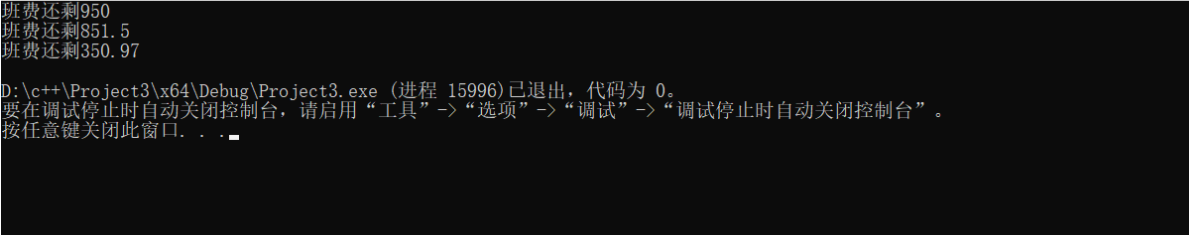 班费还剩950
班费还剩851.5
班费还剩350.97
D:\c++\Project3\x64\Debug\Project3.exe (进程 15996)已退出，代码为 0。
要在调试停止时自动关闭控制台，请启用“工具”->“选项”->“调试”->“调试停止时自动关闭控制台”。
按任意键关闭此窗口. . .